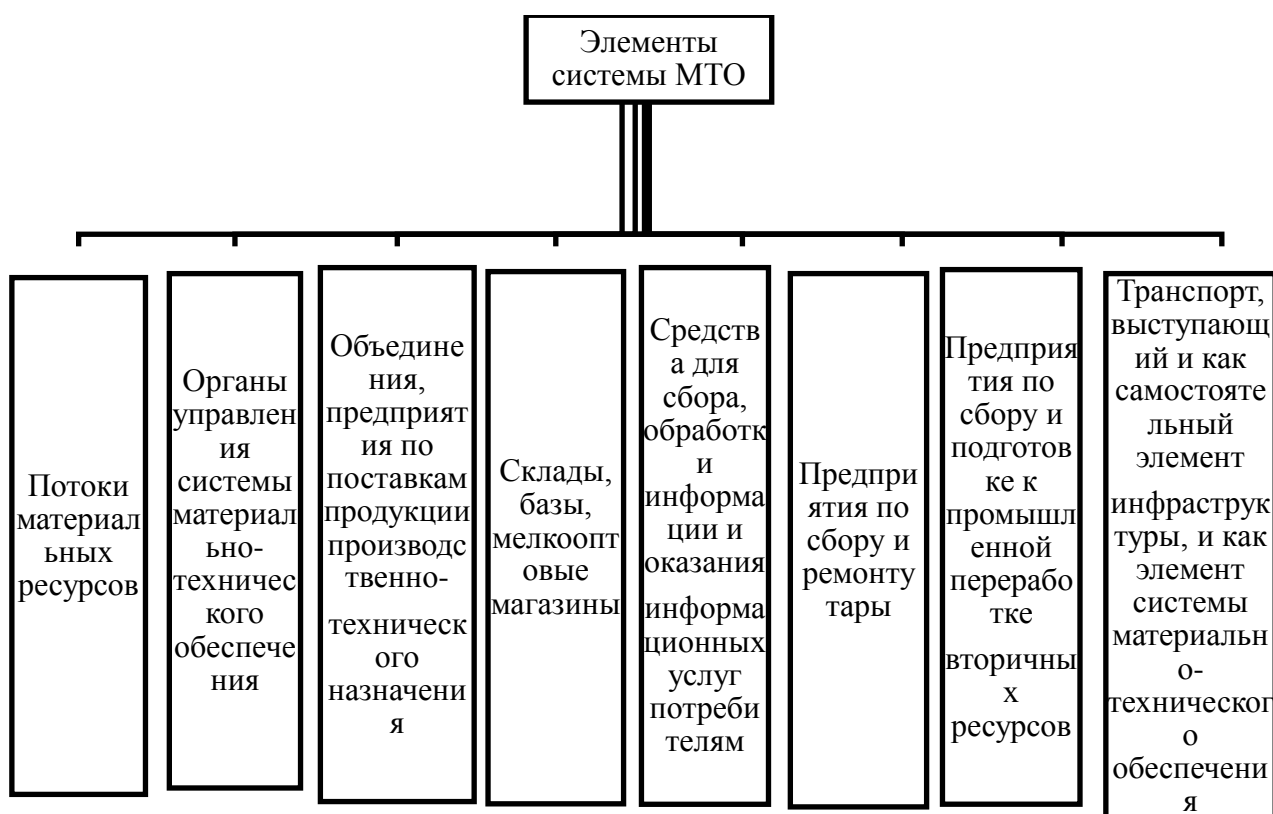 Элементы
системы МТО
Потоки
материал
ьных
ресурсов
Органы
управлен
ия
системы
материал
ьно-
техничес
кого
обеспече
ния
Объедине
ния,
предприят
ия по
поставкам
продукции
производс
твенно-
техническ
ого
назначени
я
Склады,
базы,
мелкоопт
овые
магазины
Средств
а для
сбора,
обработк
и
информа
ции и
оказания
информа
ционных
услуг
потреби
телям
Предпри
ятия по
сбору и
ремонту
тары
Предприя
тия по
сбору и
подготов
ке к
промышл
енной
перерабо
тке
вторичны
х
ресурсов
Транспорт,
выступающ
ий и как
самостояте
льный
элемент
инфраструк
туры, и как
элемент
системы
материальн
о-
техническог
о
обеспечени
я